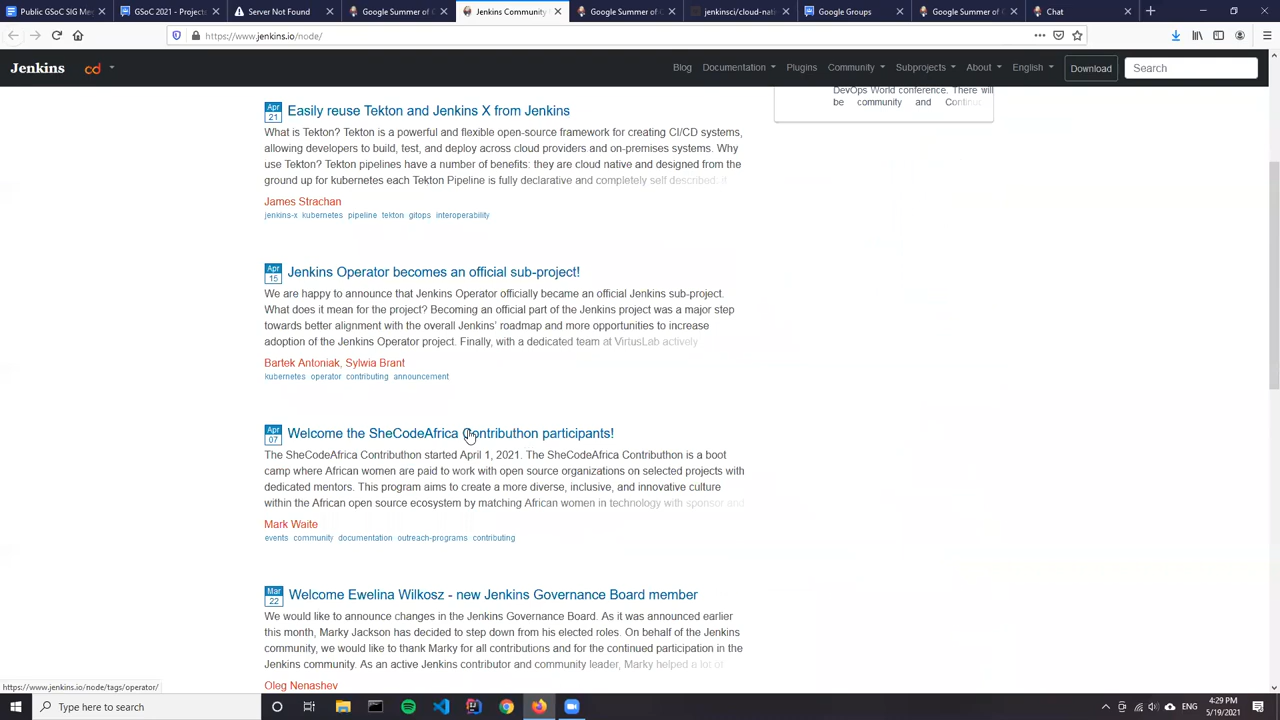 Public GSoC SIG Mee
GSoC 2021 - Projects
Server Not Found
Google Summer of C
Jenkins Community
Google Summer of C
jenkinsci/cloud-nat
Google Groups
Google Summer of C
Chat
https://www.jenkins.io/node/
Jenkins
cd
Blog Documentation Plugins Community Subprojects About English Download Search
DevOps World conference. There will
be community and Continu
Apr 21 Easily reuse Tekton and Jenkins X from Jenkins
What is Tekton? Tekton is a powerful and flexible open-source framework for creating CI/CD systems,
allowing developers to build, test, and deploy across cloud providers and on-premises systems. Why
use Tekton? Tekton pipelines have a number of benefits: they are cloud native and designed from the
ground up for kubernetes each Tekton Pipeline is fully declarative and completely self described: it
James Strachan
jenkins-x kubernetes pipeline tekton gitops interoperability
Apr 15 Jenkins Operator becomes an official sub-project!
We are happy to announce that Jenkins Operator officially became an official Jenkins sub-project.
What does it mean for the project? Becoming an official part of the Jenkins project was a major step
towards better alignment with the overall Jenkins' roadmap and more opportunities to increase
adoption of the Jenkins Operator project. Finally, with a dedicated team at VirtusLab actively
Bartek Antoniak, Sylwia Brant
kubernetes operator contributing announcement
Apr 07 Welcome the SheCodeAfrica Contributhon participants!
The SheCodeAfrica Contributhon started April 1, 2021. The SheCodeAfrica Contributhon is a boot
camp where African women are paid to work with open source organizations on selected projects with
dedicated mentors. This program aims to create a more diverse, inclusive, and innovative culture
within the African open source ecosystem by matching African women in technology with sponsor and
Mark Waite
events community documentation outreach-programs contributing
Mar 22 Welcome Ewelina Wilkosz - new Jenkins Governance Board member
We would like to announce changes in the Jenkins Governance Board. As it was announced earlier
this month, Marky Jackson has decided to step down from his elected roles. On behalf of the Jenkins
community, we would like to thank Marky for all contributions and for the continued participation in the
Jenkins community. As an active Jenkins contributor and community leader, Marky helped a lot of
Oleg Nenashev
https://www.jenkins.io/node/tags/operator/
Type here to search
ENG
4:29 PM
5/19/2021